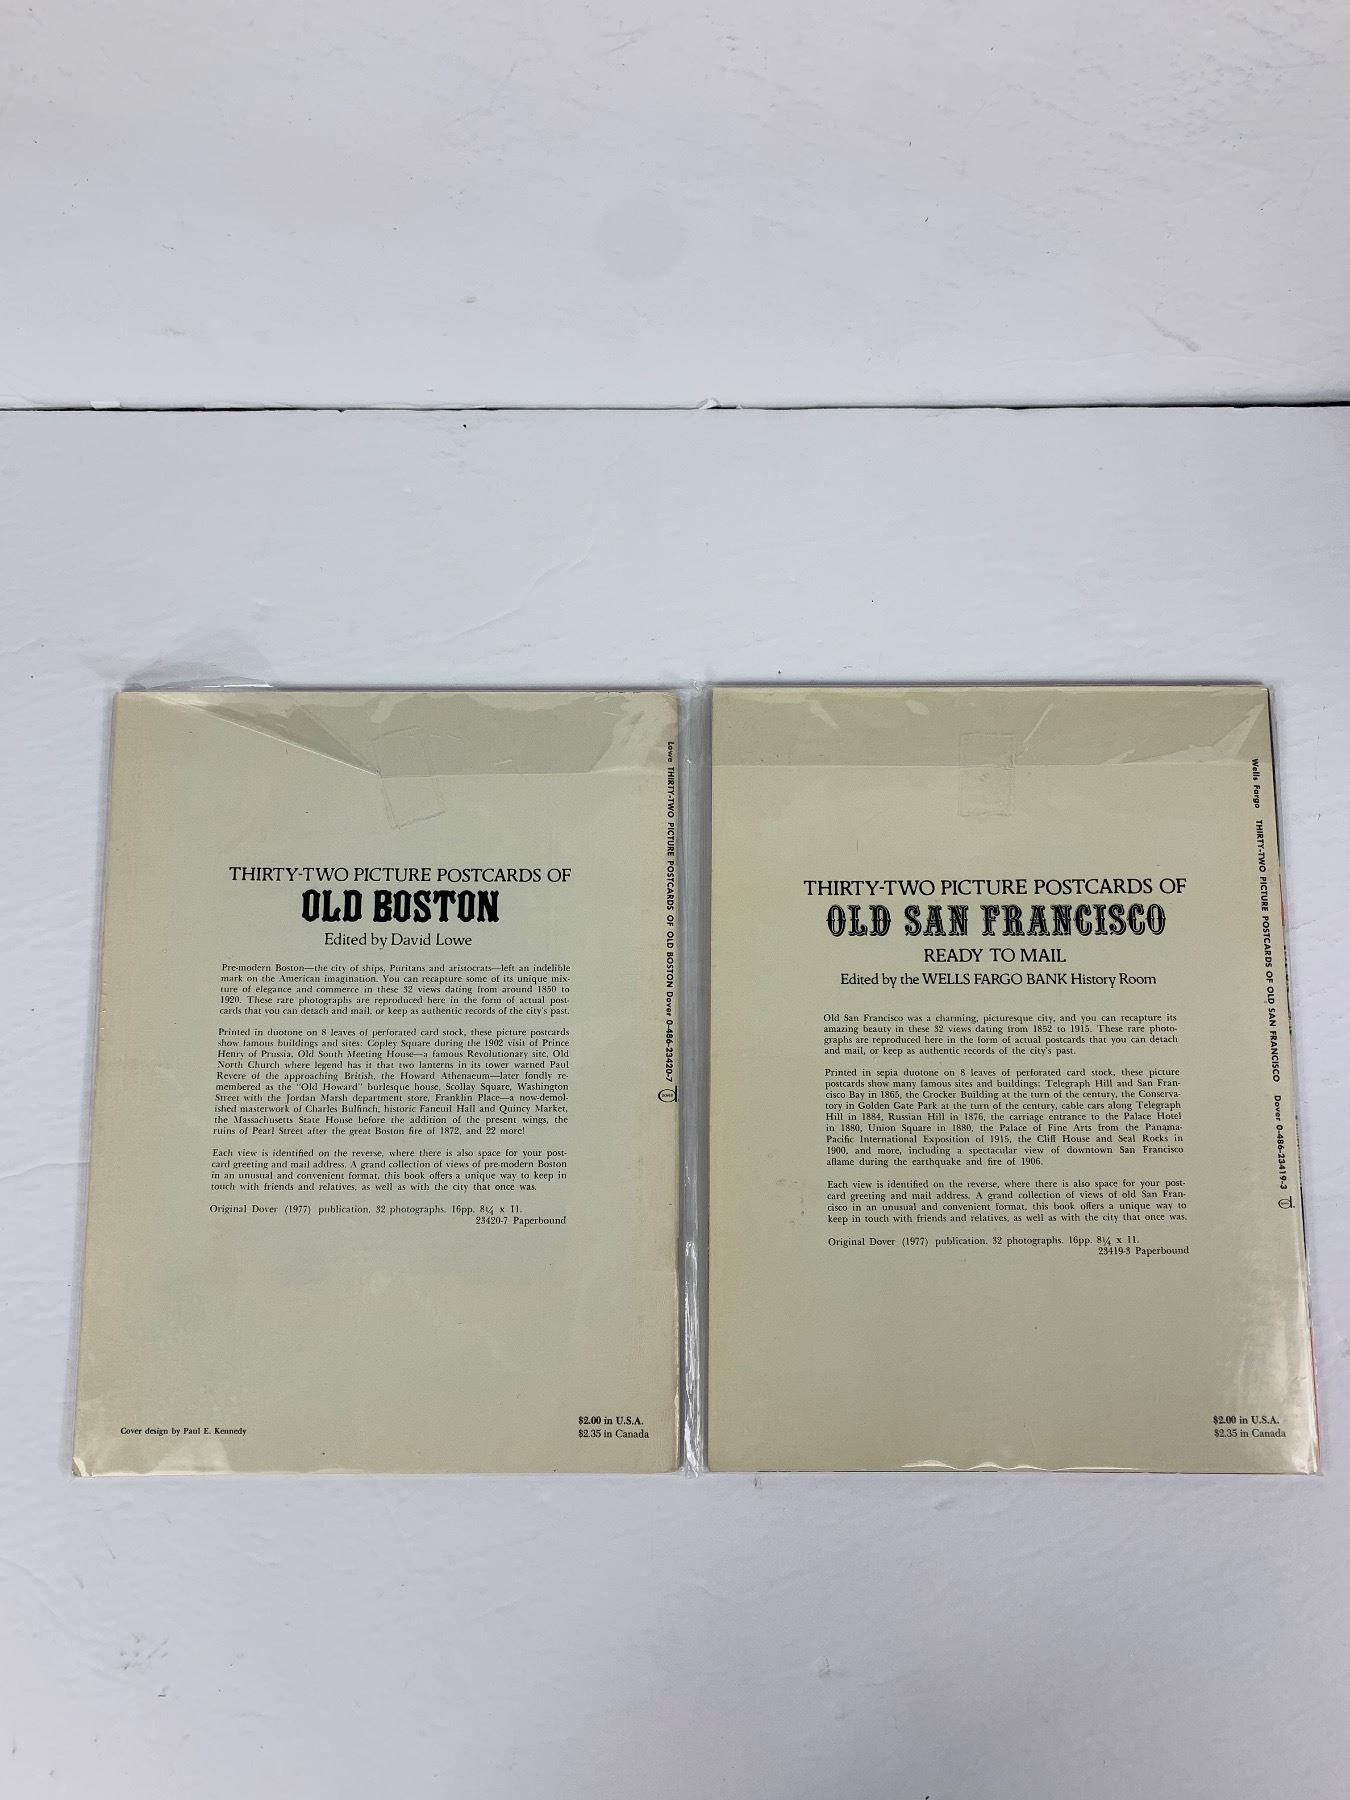 THIRTY-TWO PICTURE POSTCARDS OF
OLD BOSTON
Edited by David Lowe
Pre-modern Boston—the city of ships, Puritans and aristocrats—left an indelible
mark on the American imagination. You can recapture some of its unique mix-
ture of elegance and commerce in these 32 views dating from around 1850 to
1920. These rare photographs are reproduced here in the form of actual post-
cards that you can detach and mail, or keep as authentic records of the city's past.
Printed in duotone on 8 leaves of perforated card stock, these picture postcards
show famous buildings and sites: Copley Square during the 1902 visit of Prince
Henry of Prussia, Old South Meeting House—a famous Revolutionary site, Old
North Church where legend has it that two lanterns in its tower warned Paul
Revere of the approaching British, the Howard Athenaeum—later fondly re-
membered as the "Old Howard" burlesque house, Scollay Square, Washington
Street with the Jordan Marsh department store, Franklin Place—a now-demol-
ished masterwork of Charles Bulfinch, historic Faneuil Hall and Quincy Market,
the Massachusetts State House before the addition of the present wings, the
ruins of Pearl Street after the great Boston fire of 1872, and 22 more!
Each view is identified on the reverse, where there is also space for your post-
card greeting and mail address. A grand collection of views of pre-modern Boston
in an unusual and convenient format, this book offers a unique way to keep in
touch with friends and relatives, as well as with the city that once was.
Original Dover (1977) publication. 32 photographs. 16pp. 8¼ x 11.
23420-7 Paperbound
Cover design by Paul E. Kennedy
$2.00 in U.S.A.
$2.35 in Canada
Lowe THIRTY-TWO PICTURE POSTCARDS OF OLD BOSTON Dover 0-486-23420-7
THIRTY-TWO PICTURE POSTCARDS OF
OLD SAN FRANCISCO
READY TO MAIL
Edited by the WELLS FARGO BANK History Room
Old San Francisco was a charming, picturesque city, and you can recapture its
amazing beauty in these 32 views dating from 1852 to 1915. These rare photo-
graphs are reproduced here in the form of actual postcards that you can detach
and mail, or keep as authentic records of the city's past.
Printed in sepia duotone on 8 leaves of perforated card stock, these picture
postcards show many famous sites and buildings: Telegraph Hill and San Fran-
cisco Bay in 1865, the Crocker Building at the turn of the century, the Conserva-
tory in Golden Gate Park at the turn of the century, cable cars along Telegraph
Hill in 1884, Russian Hill in 1876, the carriage entrance to the Palace Hotel
in 1880, Union Square in 1880, the Palace of Fine Arts from the Panama-
Pacific International Exposition of 1915, the Cliff House and Seal Rocks in
1900, and more, including a spectacular view of downtown San Francisco
aflame during the earthquake and fire of 1906.
Each view is identified on the reverse, where there is also space for your post-
card greeting and mail address. A grand collection of views of old San Fran-
cisco in an unusual and convenient format, this book offers a unique way to
keep in touch with friends and relatives, as well as with the city that once was.
Original Dover (1977) publication. 32 photographs. 16pp. 8¼ x 11.
23419-3 Paperbound
$2.00 in U.S.A.
$2.35 in Canada
Wells Fargo THIRTY-TWO PICTURE POSTCARDS OF OLD SAN FRANCISCO Dover 0-486-23419-3